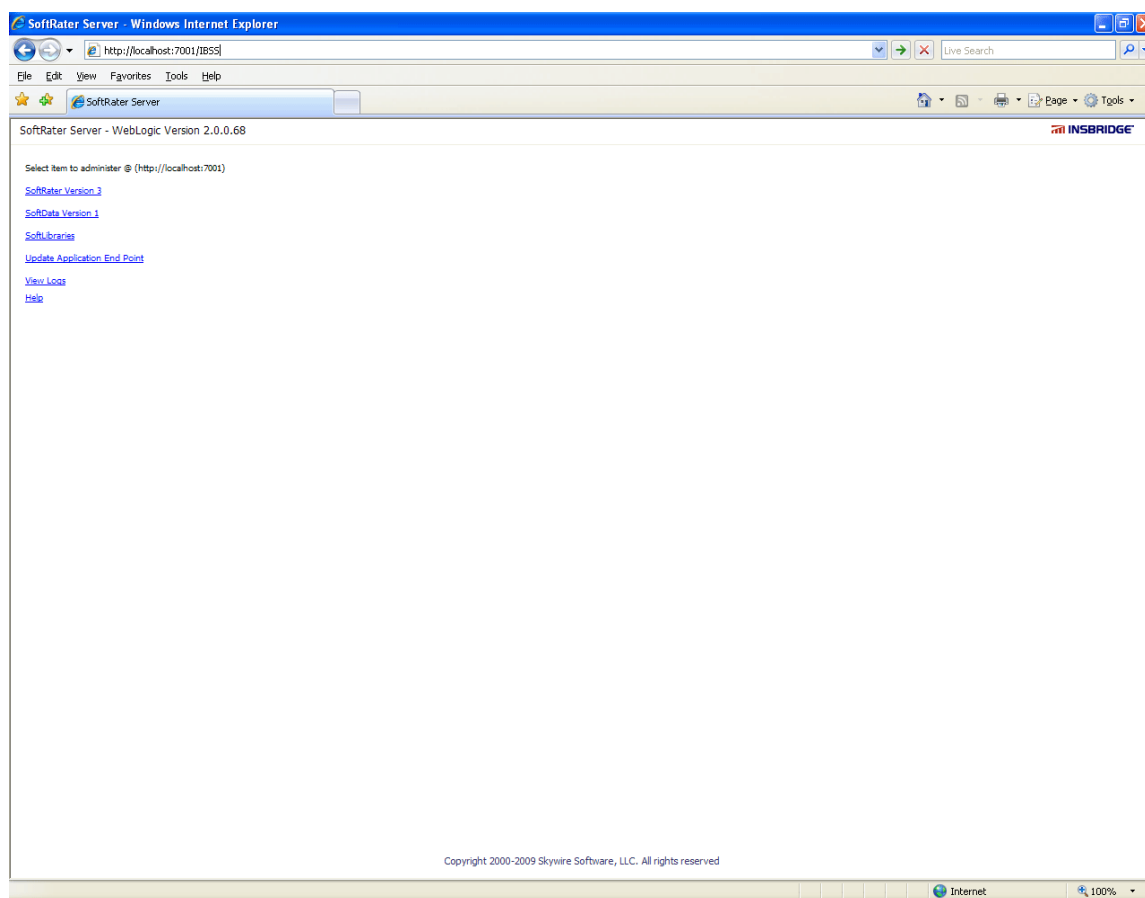 SoftRater Server - Windows Internet Explorer
http://localhost:7001/IBSS
Live Search
File Edit View Favorites Tools Help
SoftRater Server
Page Tools
SoftRater Server - WebLogic Version 2.0.0.68
INSBRIDGE
Select item to administer @ (http://localhost:7001)
SoftRater Version 3
SoftData Version 1
SoftLibraries
Update Application End Point
View Logs
Help
Copyright 2000-2009 Skywire Software, LLC. All rights reserved
Internet
100%